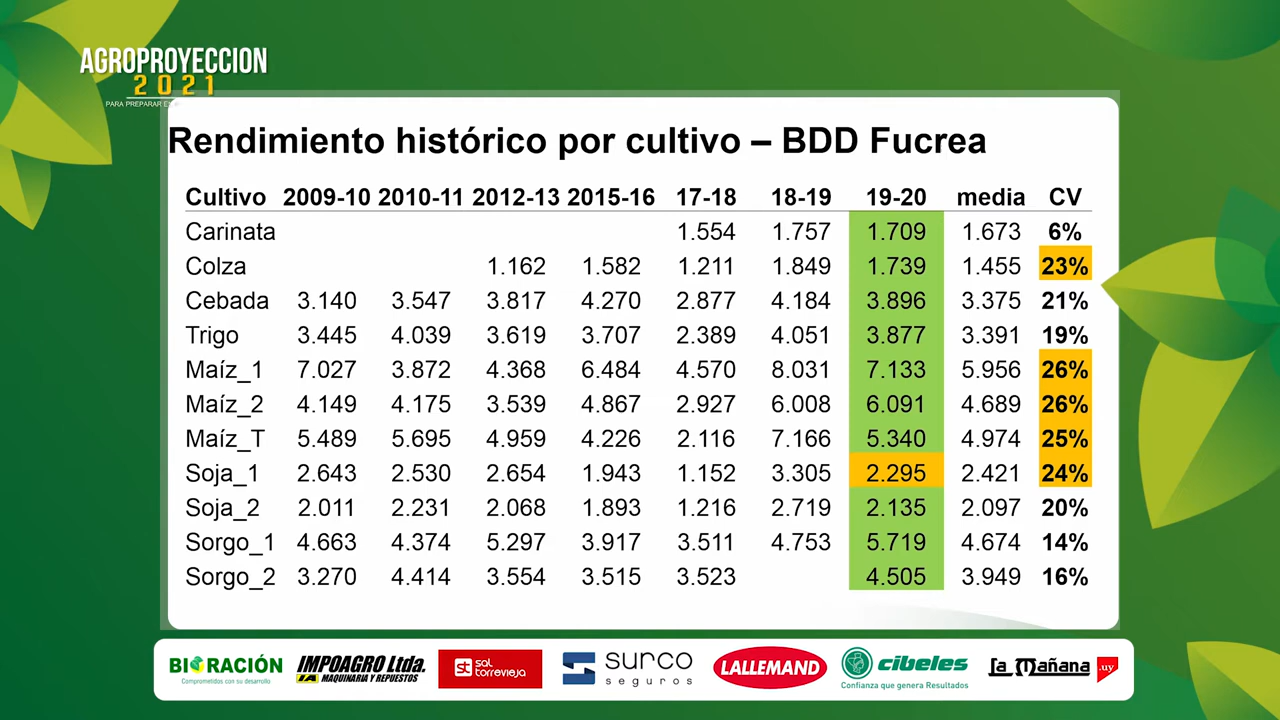 AGROPROYECCION
2021
PARA PREPARAR
Rendimiento histórico por cultivo – BDD Fucrea
Cultivo 2009-10 2010-11 2012-13 2015-16 17-18 18-19 19-20 media CV
Carinata 1.554 1.757 1.709 1.673 6%
Colza 1.162 1.582 1.211 1.849 1.739 1.455 23%
Cebada 3.140 3.547 3.817 4.270 2.877 4.184 3.896 3.375 21%
Trigo 3.445 4.039 3.619 3.707 2.389 4.051 3.877 3.391 19%
Maíz_1 7.027 3.872 4.368 6.484 4.570 8.031 7.133 5.956 26%
Maíz_2 4.149 4.175 3.539 4.867 2.927 6.008 6.091 4.689 26%
Maíz_T 5.489 5.695 4.959 4.226 2.116 7.166 5.340 4.974 25%
Soja_1 2.643 2.530 2.654 1.943 1.152 3.305 2.295 2.421 24%
Soja_2 2.011 2.231 2.068 1.893 1.216 2.719 2.135 2.097 20%
Sorgo_1 4.663 4.374 5.297 3.917 3.511 4.753 5.719 4.674 14%
Sorgo_2 3.270 4.414 3.554 3.515 3.523 4.505 3.949 16%
BIORACIÓN
Comprometidos con su desarrollo
IMPOAGRO Ltda.
IA MAQUINARIA Y REPUESTOS
st sal torrevieja
surco seguros
LALLEMAND
cibeles
Confianza que genera Resultados
La Mañana .uy